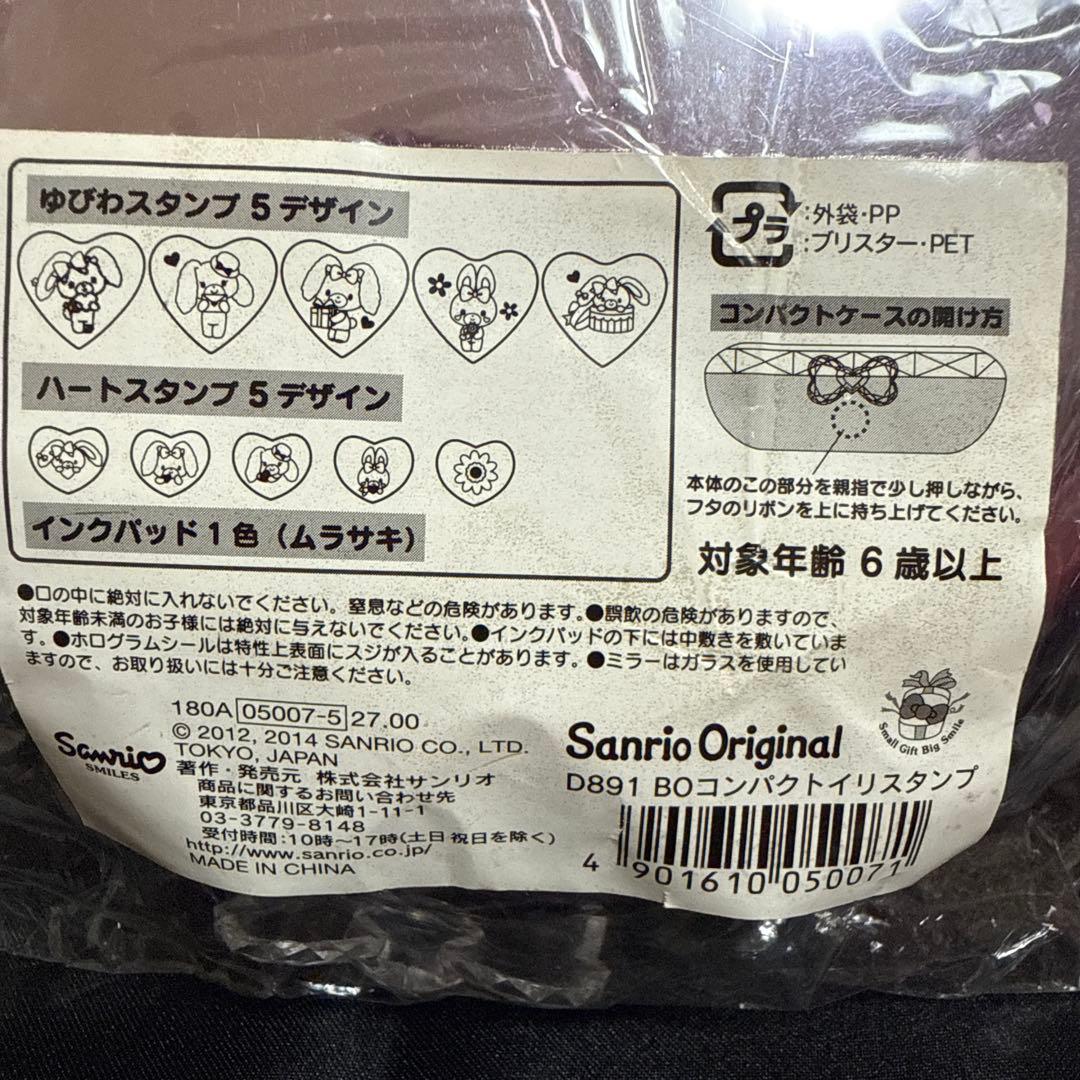 ゆびわスタンプ 5 デザイン
ハートスタンプ 5 デザイン
インクパッド 1 色（ムラサキ）
プラ
:外袋・PP
:ブリスター・PET
コンパクトケースの開け方
本体のこの部分を親指で少し押しながら、
フタのリボンを上に持ち上げてください。
対象年齢 6 歳以上
●口の中に絶対に入れないでください。窒息などの危険があります。●誤飲の危険がありますので、
対象年齢未満のお子様には絶対に与えないでください。●インクパッドの下には中敷きを敷いていま
す。●ホログラムシールは特性上表面にスジが入ることがあります。●ミラーはガラスを使用してい
ますので、お取り扱いには十分ご注意ください。
180A 05007-5 27.00
© 2012, 2014 SANRIO CO., LTD.
TOKYO, JAPAN
著作・発売元 株式会社サンリオ
商品に関するお問い合わせ先
東京都品川区大崎1-11-1
03-3779-8148
受付時間:10時～17時(土日祝日を除く)
http://www.sanrio.co.jp/
MADE IN CHINA
Sanrio
SMILES
Small Gift Big Smile
Sanrio Original
D891 BOコンパクトイリスタンプ
4 901610 050071